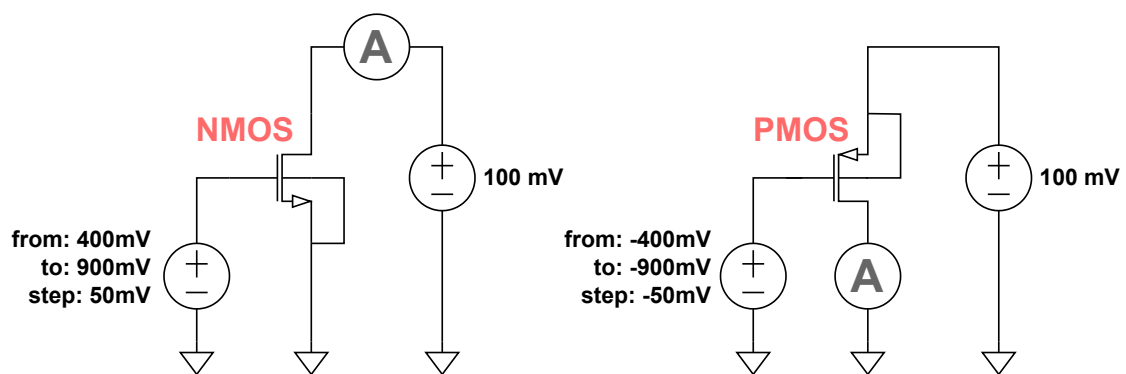 A
NMOS
100 mV
from: 400mV
to: 900mV
step: 50mV
PMOS
100 mV
from: -400mV
to: -900mV
step: -50mV
A